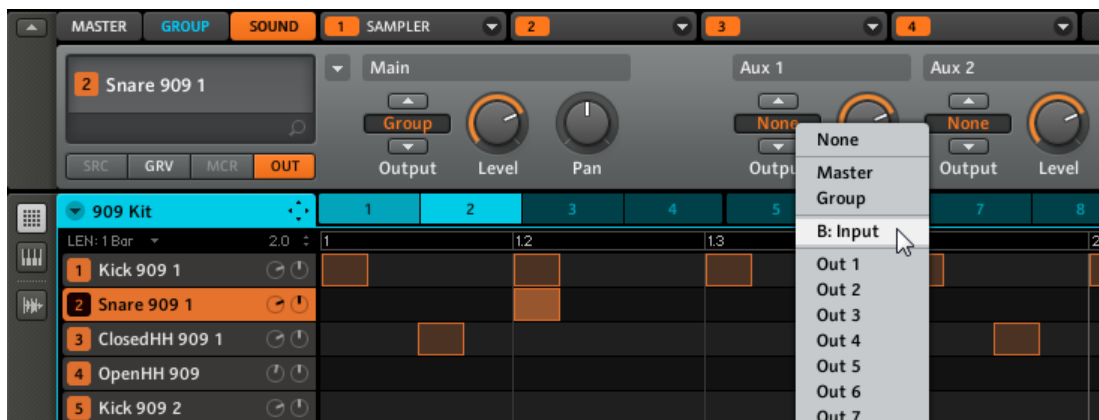 MASTER GROUP SOUND 1 SAMPLER 2 3 4
2 Snare 909 1
Main Aux 1 Aux 2
Group None None
SRC GRV MCR OUT
Output Level Pan Outpu Output Level
None
Master
Group
B: Input
Out 1
Out 2
Out 3
Out 4
Out 5
Out 6
Out 7
909 Kit 1 2 3 4 5 7 8
LEN: 1 Bar 2.0 1 1.2 1.3 2
1 Kick 909 1
2 Snare 909 1
3 ClosedHH 909 1
4 OpenHH 909
5 Kick 909 2